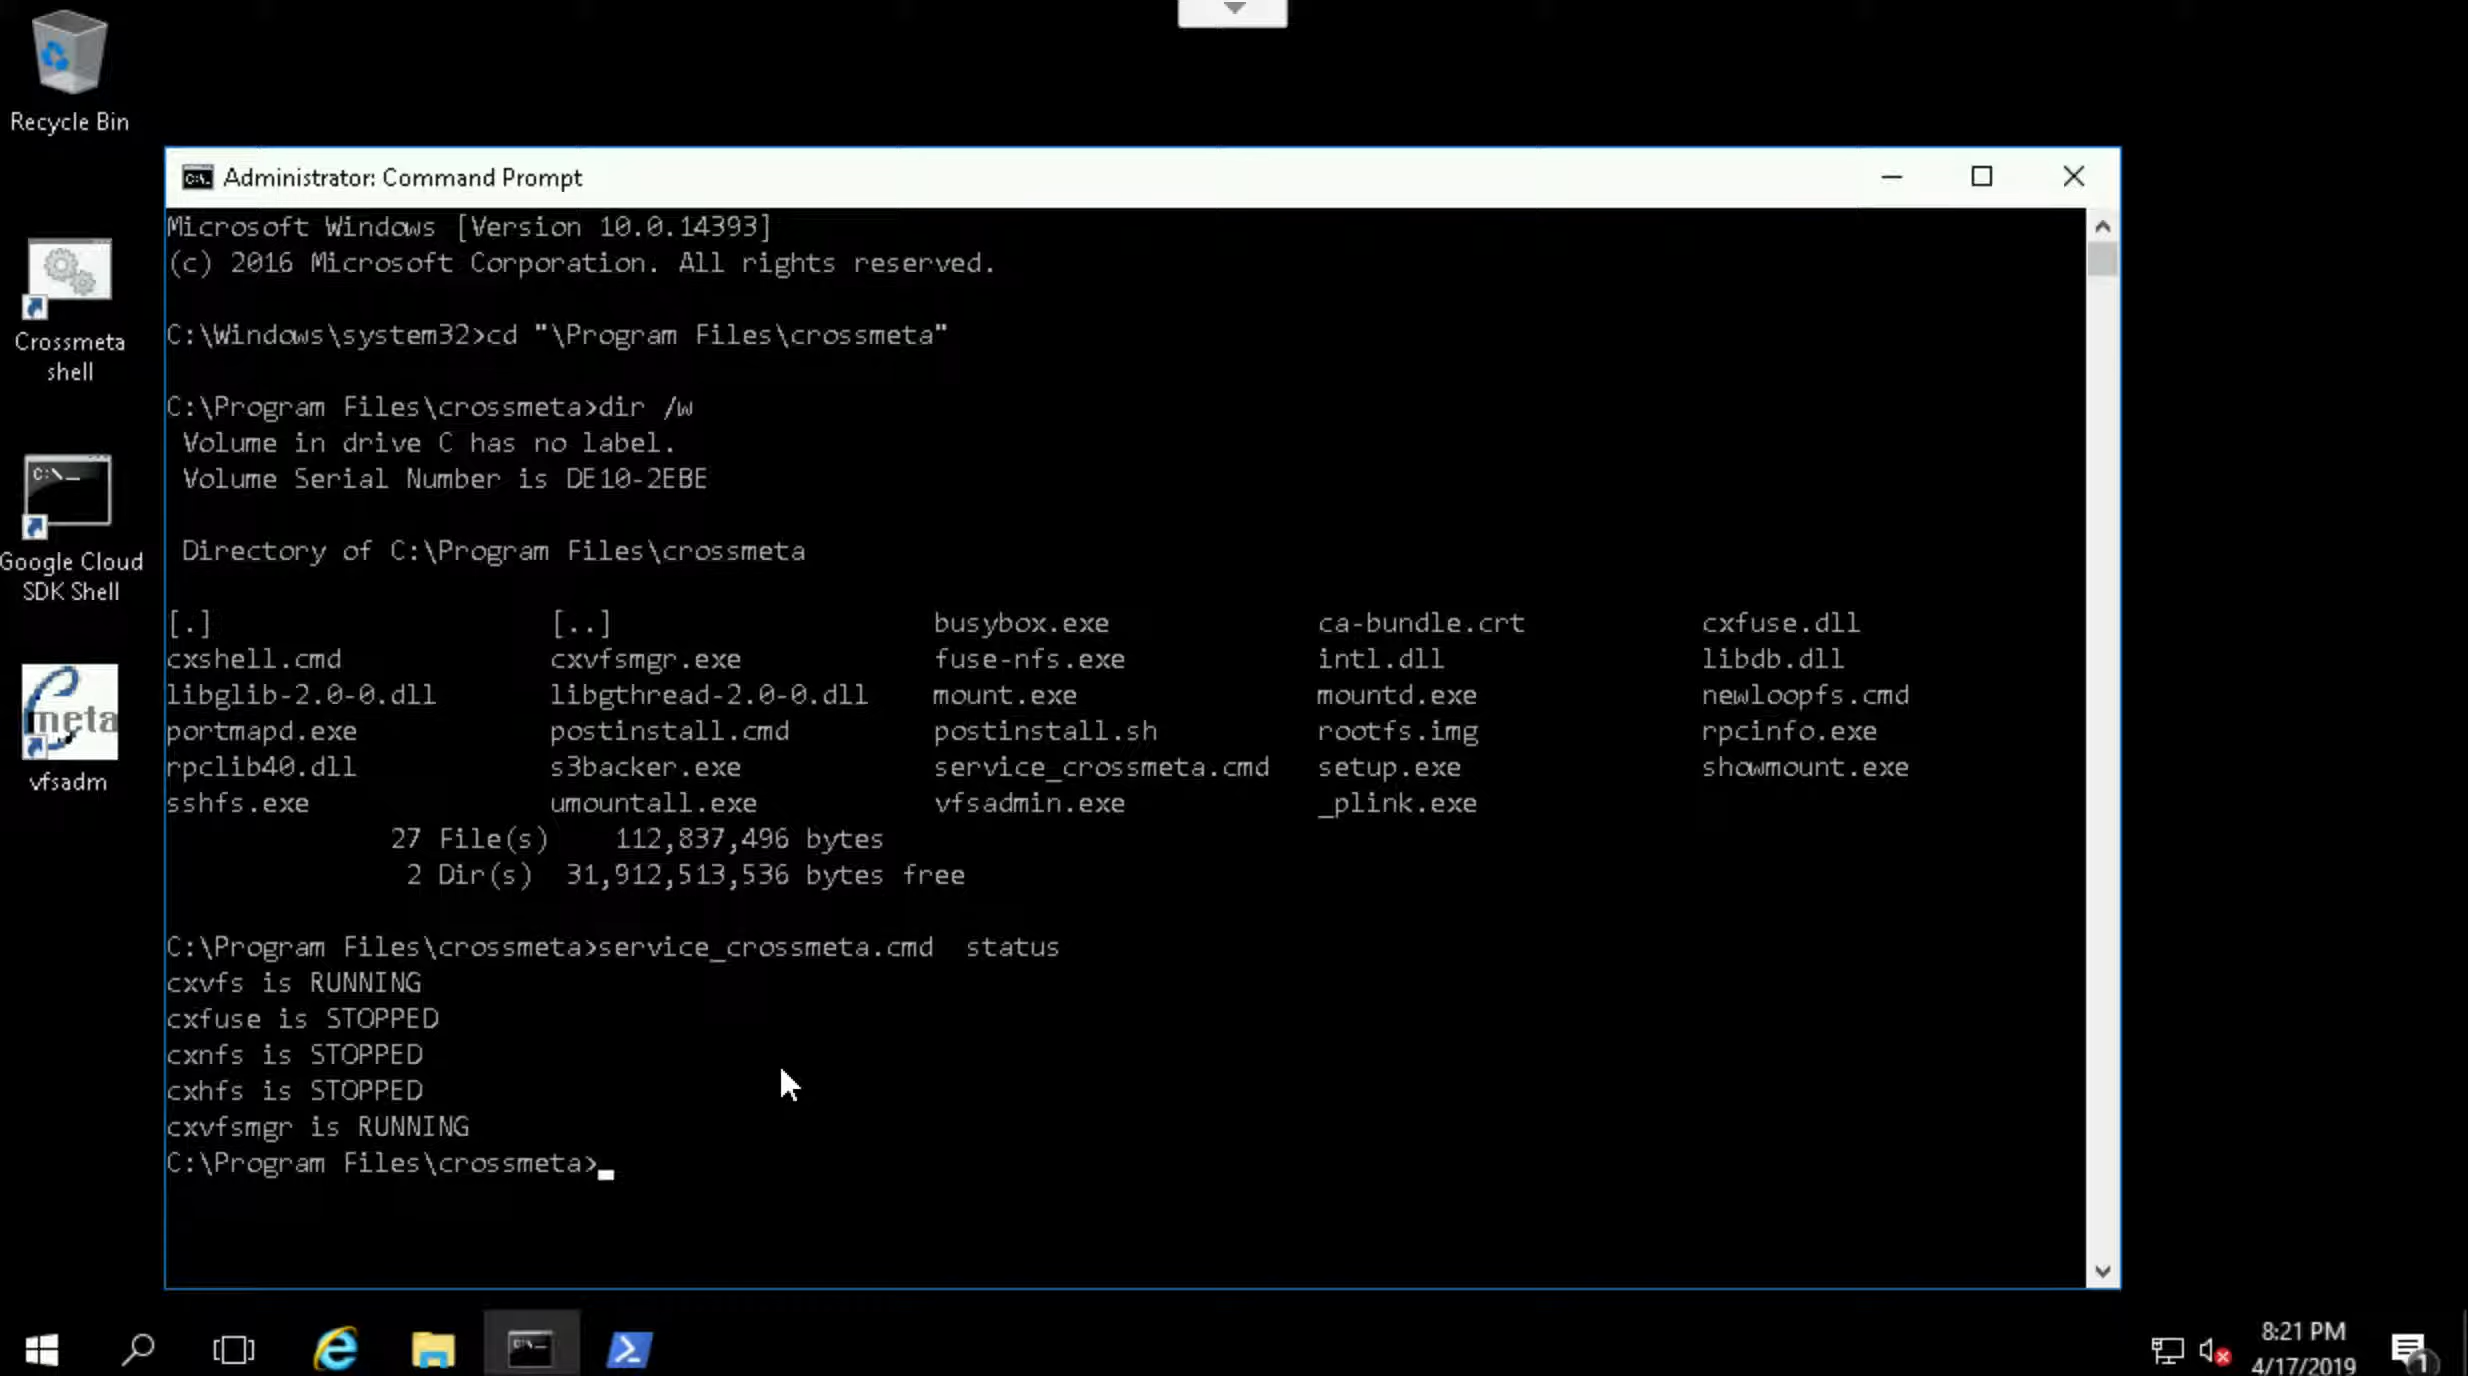 Recycle Bin
Crossmeta
shell
Google Cloud
SDK Shell
meta
vfsadm
Administrator: Command Prompt
Microsoft Windows [Version 10.0.14393]
(c) 2016 Microsoft Corporation. All rights reserved.
C:\Windows\system32>cd "\Program Files\crossmeta"
C:\Program Files\crossmeta>dir /w
Volume in drive C has no label.
Volume Serial Number is DE10-2EBE
Directory of C:\Program Files\crossmeta
[.] [..] busybox.exe ca-bundle.crt cxfuse.dll
cxshell.cmd cxvfsmgr.exe fuse-nfs.exe intl.dll libdb.dll
libglib-2.0-0.dll libgthread-2.0-0.dll mount.exe mountd.exe newloopfs.cmd
portmapd.exe postinstall.cmd postinstall.sh rootfs.img rpcinfo.exe
rpclib40.dll s3backer.exe service_crossmeta.cmd setup.exe showmount.exe
sshfs.exe umountall.exe vfsadmin.exe _plink.exe
27 File(s) 112,837,496 bytes
2 Dir(s) 31,912,513,536 bytes free
C:\Program Files\crossmeta>service_crossmeta.cmd  status
cxvfs is RUNNING
cxfuse is STOPPED
cxnfs is STOPPED
cxhfs is STOPPED
cxvfsmgr is RUNNING
C:\Program Files\crossmeta>
8:21 PM
4/17/2019
1